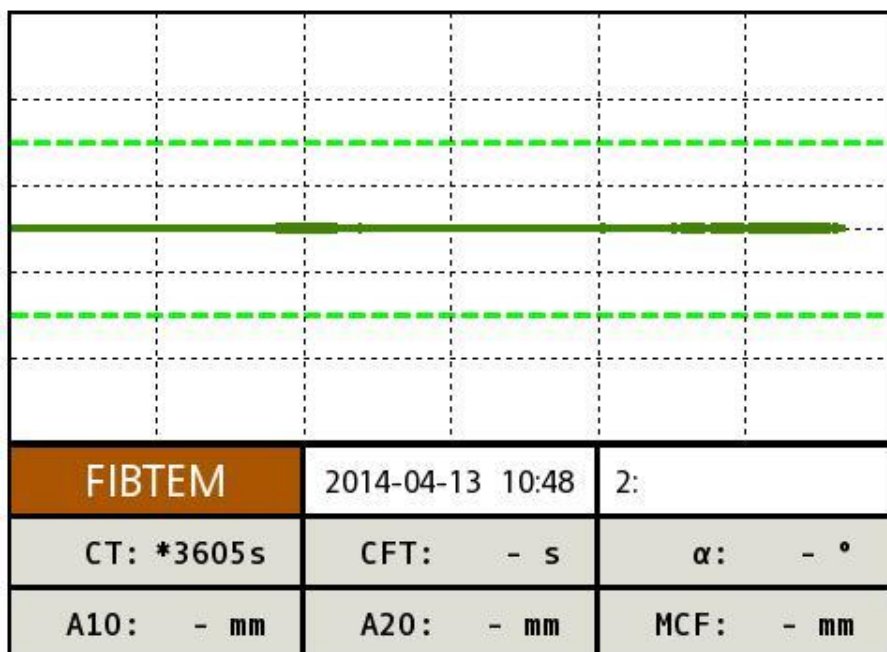 FIBTEM 2014-04-13 10:48 2:
CT: *3605s CFT: - s α: - °
A10: - mm A20: - mm MCF: - mm